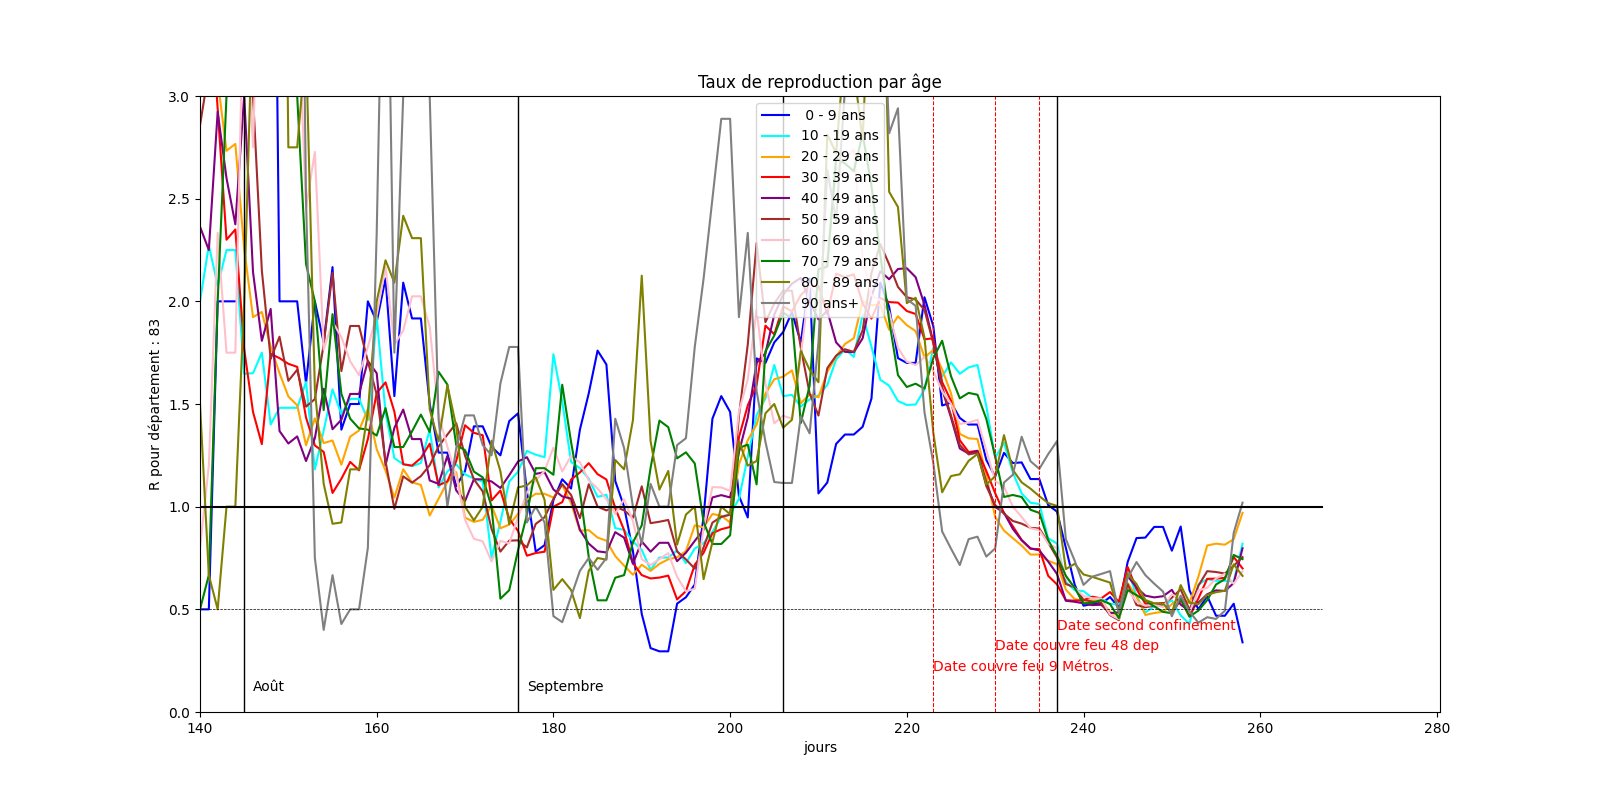 Taux de reproduction par âge
R pour département : 83
3.0
2.5
2.0
1.5
1.0
0.5
0.0
0 - 9 ans
10 - 19 ans
20 - 29 ans
30 - 39 ans
40 - 49 ans
50 - 59 ans
60 - 69 ans
70 - 79 ans
80 - 89 ans
90 ans+
Date second confinement
Date couvre feu 48 dep
Date couvre feu 9 Métros.
Août
Septembre
140 160 180 200 220 240 260 280
jours